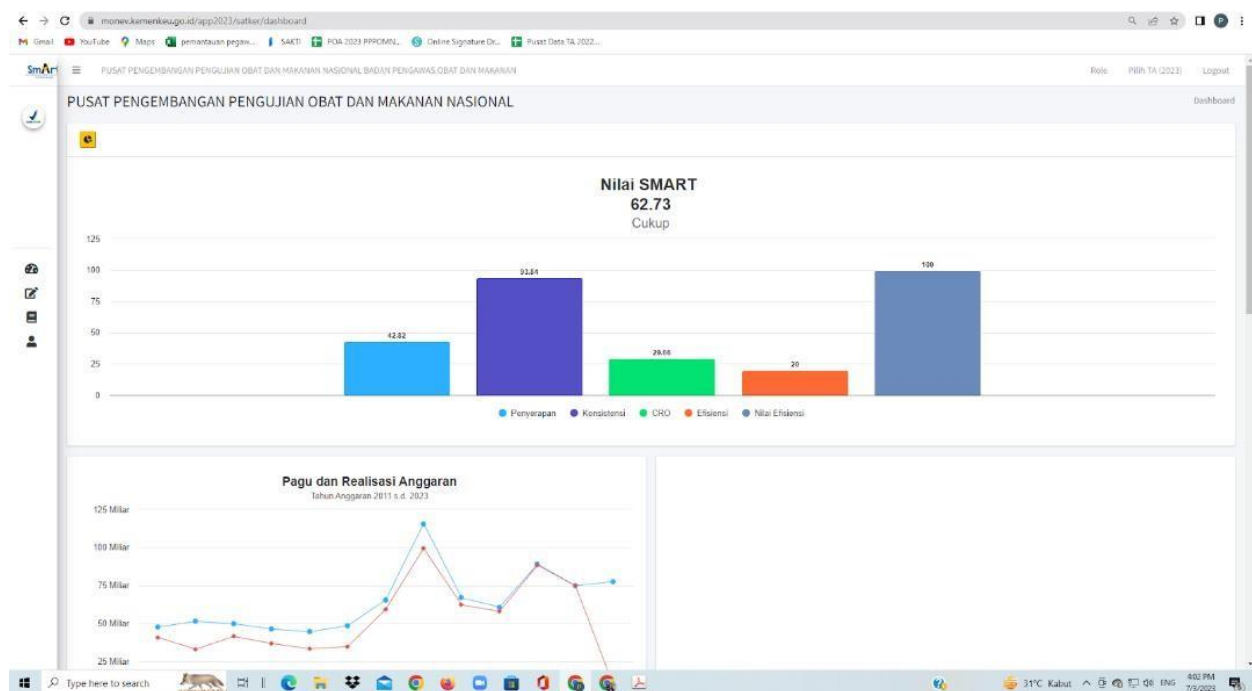 monev.kemenkeu.go.id/app2023/satker/dashboard
P
Gmail YouTube Maps pemantauan pegaw... SAKTI POA 2023 PPPOMN... Online Signature Dr... Pusat Data TA 2022...
SmArt PUSAT PENGEMBANGAN PENGUJIAN OBAT DAN MAKANAN NASIONAL BADAN PENGAWAS OBAT DAN MAKANAN Role Pilih TA (2023) Logout
PUSAT PENGEMBANGAN PENGUJIAN OBAT DAN MAKANAN NASIONAL Dashboard
Nilai SMART
62.73
Cukup
125
100
75
50
25
0
42.82
93.84
20
100
Penyerapan Konsistensi CRO Efisiensi Nilai Efisiensi
Pagu dan Realisasi Anggaran
Tahun Anggaran 2011 s.d. 2023
125 Miliar
100 Miliar
75 Miliar
50 Miliar
25 Miliar
Type here to search 31°C Kabut ENG 4:02 PM
7/3/2023